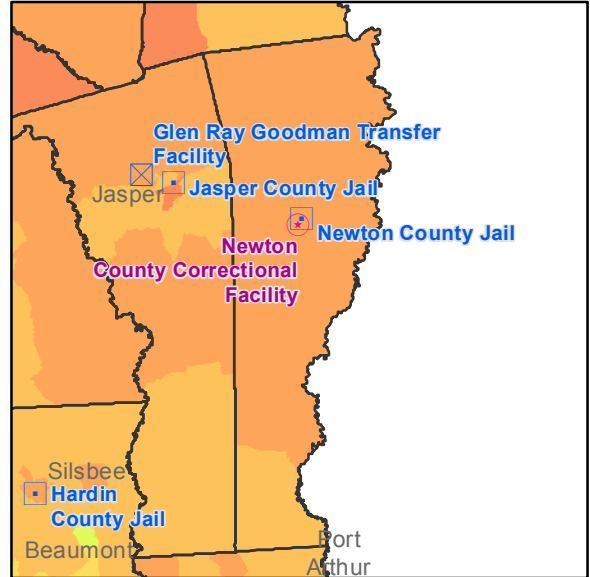 Glen Ray Goodman Transfer
Facility
Jasper
Jasper County Jail
Newton County Jail
Newton
County Correctional
Facility
Silsbee
Hardin
County Jail
Beaumont
Port
Arthur